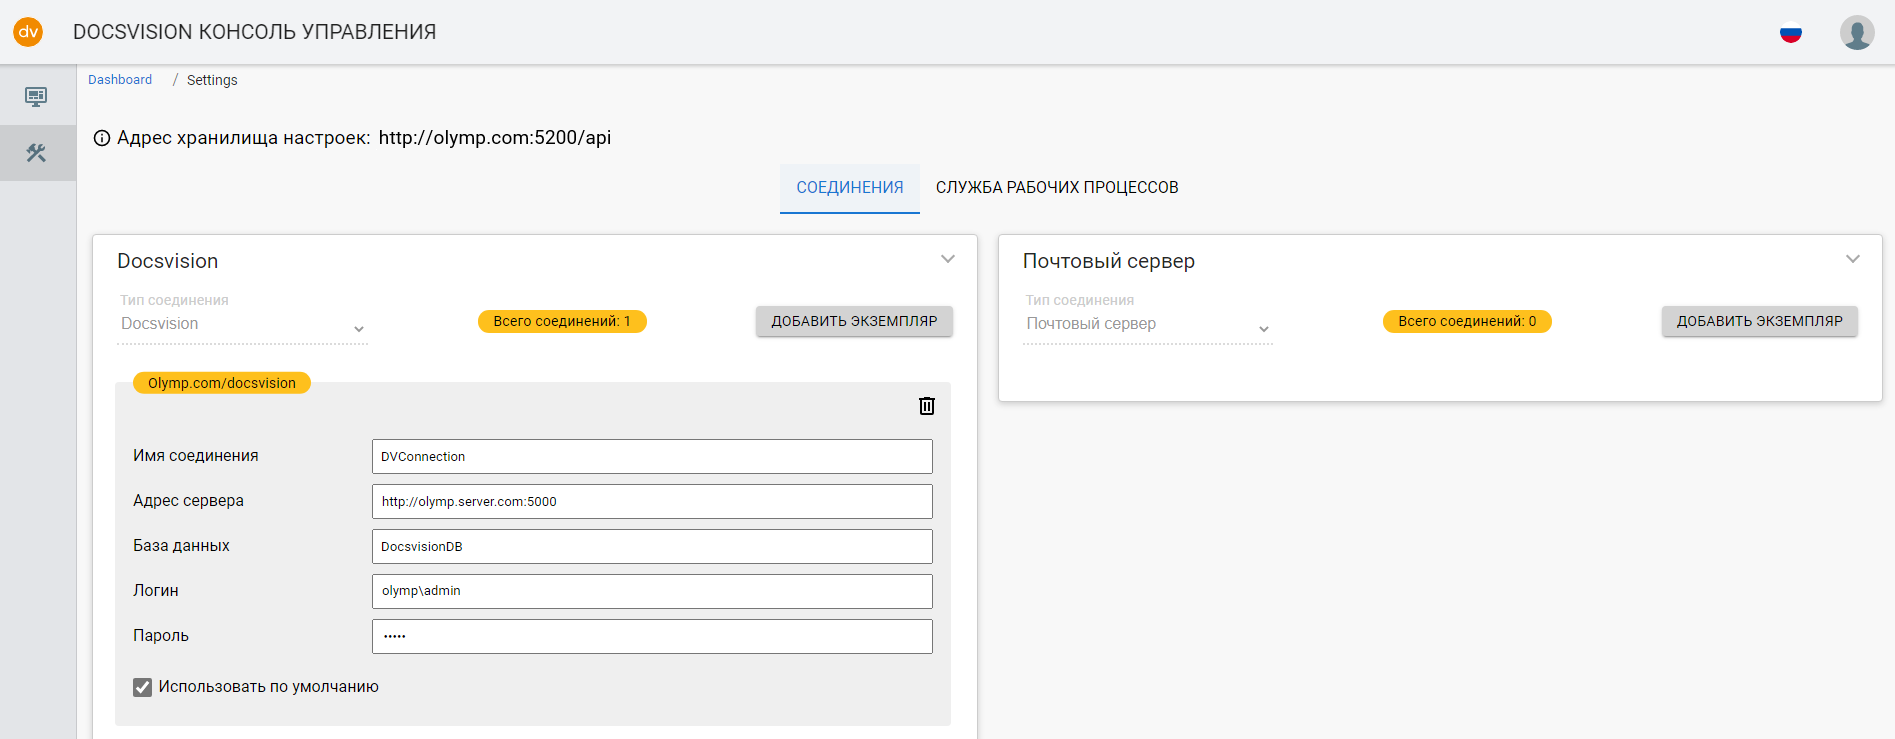 dv DOCSVISION КОНСОЛЬ УПРАВЛЕНИЯ
Dashboard / Settings
Адрес хранилища настроек: http://olymp.com:5200/api
СОЕДИНЕНИЯ СЛУЖБА РАБОЧИХ ПРОЦЕССОВ
Docsvision
Тип соединения
Docsvision
Всего соединений: 1
ДОБАВИТЬ ЭКЗЕМПЛЯР
Olymp.com/docsvision
Имя соединения DVConnection
Адрес сервера http://olymp.server.com:5000
База данных DocsvisionDB
Логин olymp\admin
Пароль •••••
Использовать по умолчанию
Почтовый сервер
Тип соединения
Почтовый сервер
Всего соединений: 0
ДОБАВИТЬ ЭКЗЕМПЛЯР